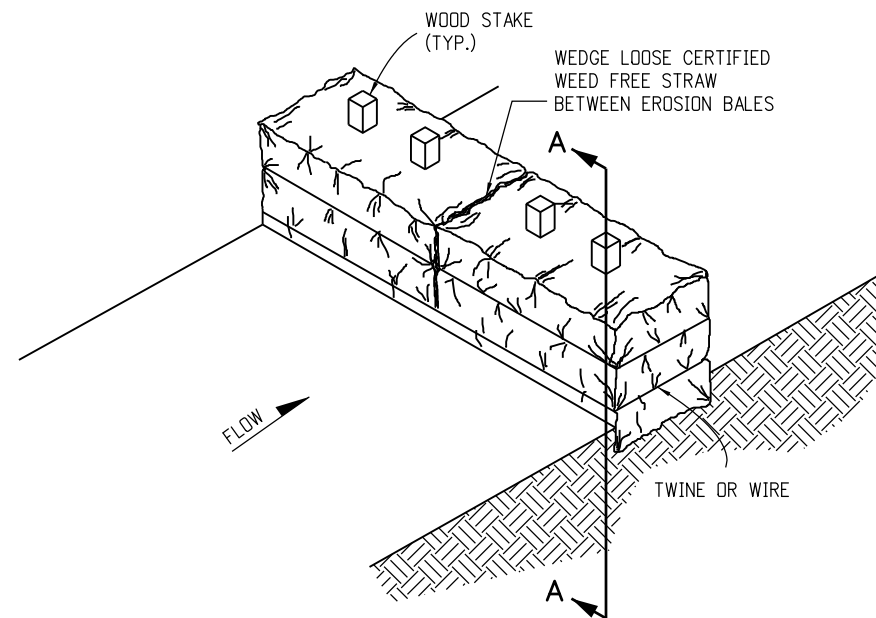 WOOD STAKE
(TYP.)
WEDGE LOOSE CERTIFIED
WEED FREE STRAW
BETWEEN EROSION BALES
A
FLOW
TWINE OR WIRE
A